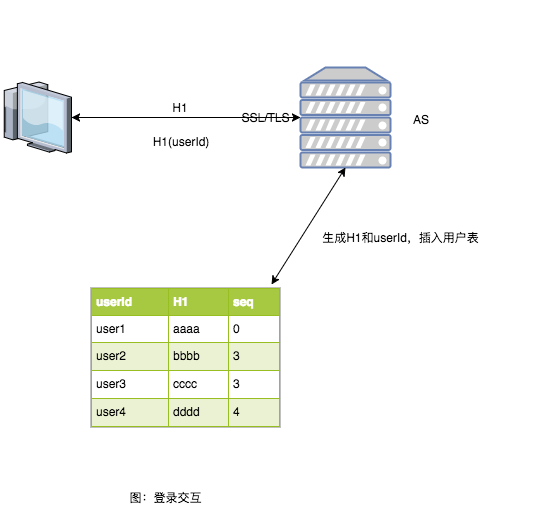 H1
SSL/TLS
AS
H1(userId)
生成H1和userId，插入用户表
userId H1 seq
user1 aaaa 0
user2 bbbb 3
user3 cccc 3
user4 dddd 4
图：登录交互